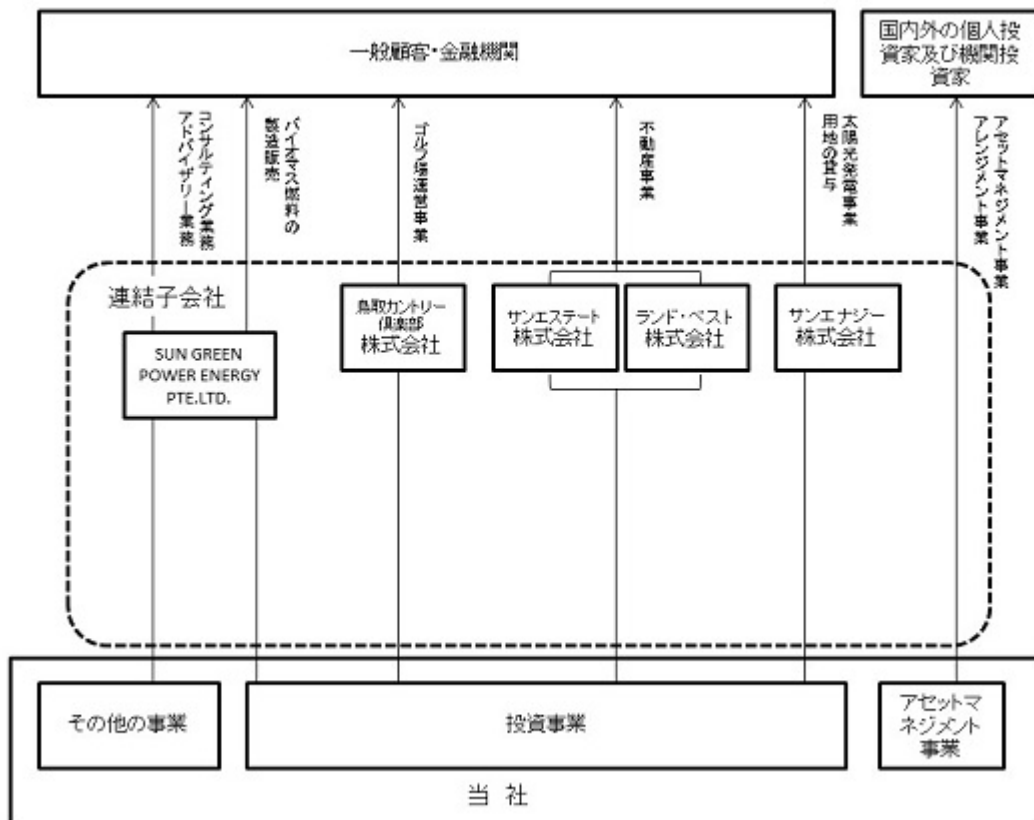 一般顧客・金融機関
国内外の個人投
資家及び機関投
資家
コンサルティング業務
アドバイザリー業務
バイオマス燃料の
製造販売
ゴルフ場運営事業
不動産事業
太陽光発電事業
用地の貸与
アセットマネジメント事業
アレンジメント事業
連結子会社
SUN GREEN
POWER ENERGY
PTE.LTD.
鳥取カントリー
倶楽部
株式会社
サンエステート
株式会社
ランド・ベスト
株式会社
サンエナジー
株式会社
その他の事業
投資事業
アセットマ
ネジメント
事業
当 社